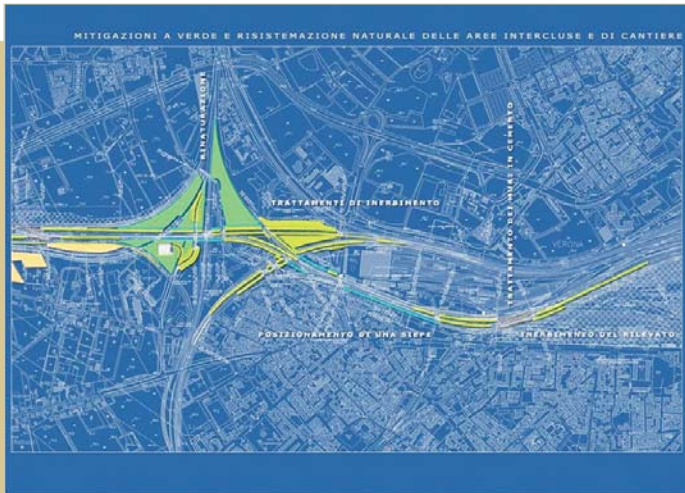 MITIGAZIONI A VERDE E RISISTEMAZIONE NATURALE DELLE AREE INTERCLUSE E DI CANTIERE
RINATURAZIONE
TRATTAMENTI DI INERBIMENTO
TRATTAMENTO DEI MURI IN CEMENTO
VERONA
POSIZIONAMENTO DI UNA SIEPE
INERBIMENTO DEL RILEVATO